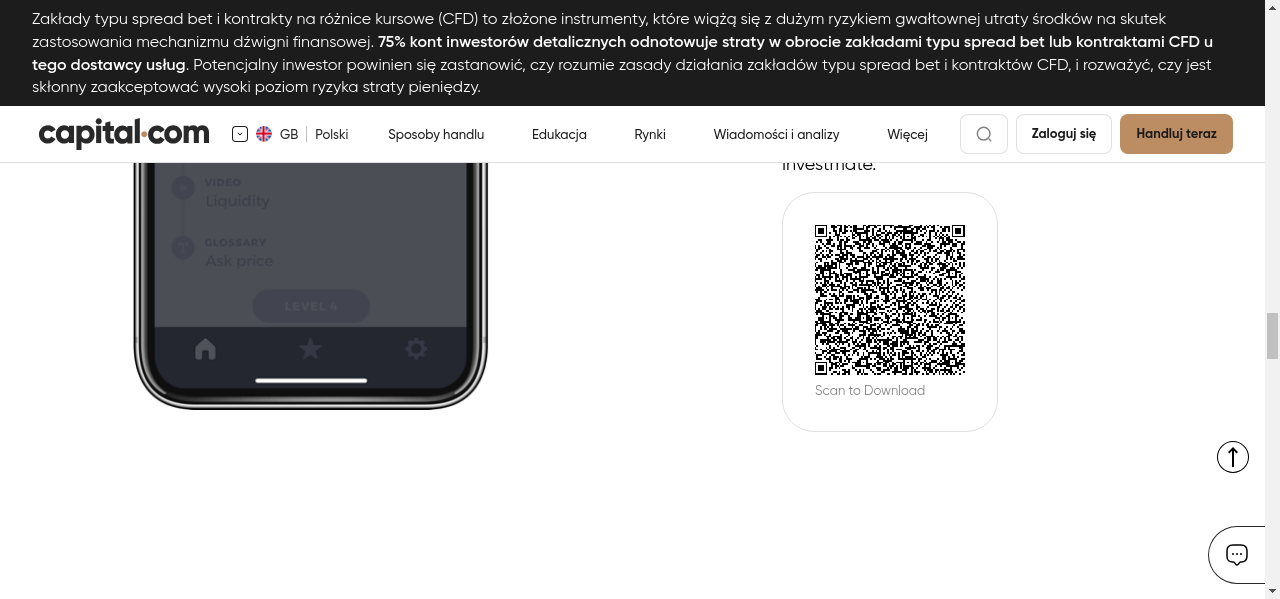 Zakłady typu spread bet i kontrakty na różnice kursowe (CFD) to złożone instrumenty, które wiążą się z dużym ryzykiem gwałtownej utraty środków na skutek
zastosowania mechanizmu dźwigni finansowej. 75% kont inwestorów detalicznych odnotowuje straty w obrocie zakładami typu spread bet lub kontraktami CFD u
tego dostawcy usług. Potencjalny inwestor powinien się zastanowić, czy rozumie zasady działania zakładów typu spread bet i kontraktów CFD, i rozważyć, czy jest
skłonny zaakceptować wysoki poziom ryzyka straty pieniędzy.
capital.com
GB
Polski
Sposoby handlu
Edukacja
Rynki
Wiadomości i analizy
Więcej
Zaloguj się
Handluj teraz
Investmate.
VIDEO
Liquidity
GLOSSARY
Ask price
LEVEL 4
Scan to Download